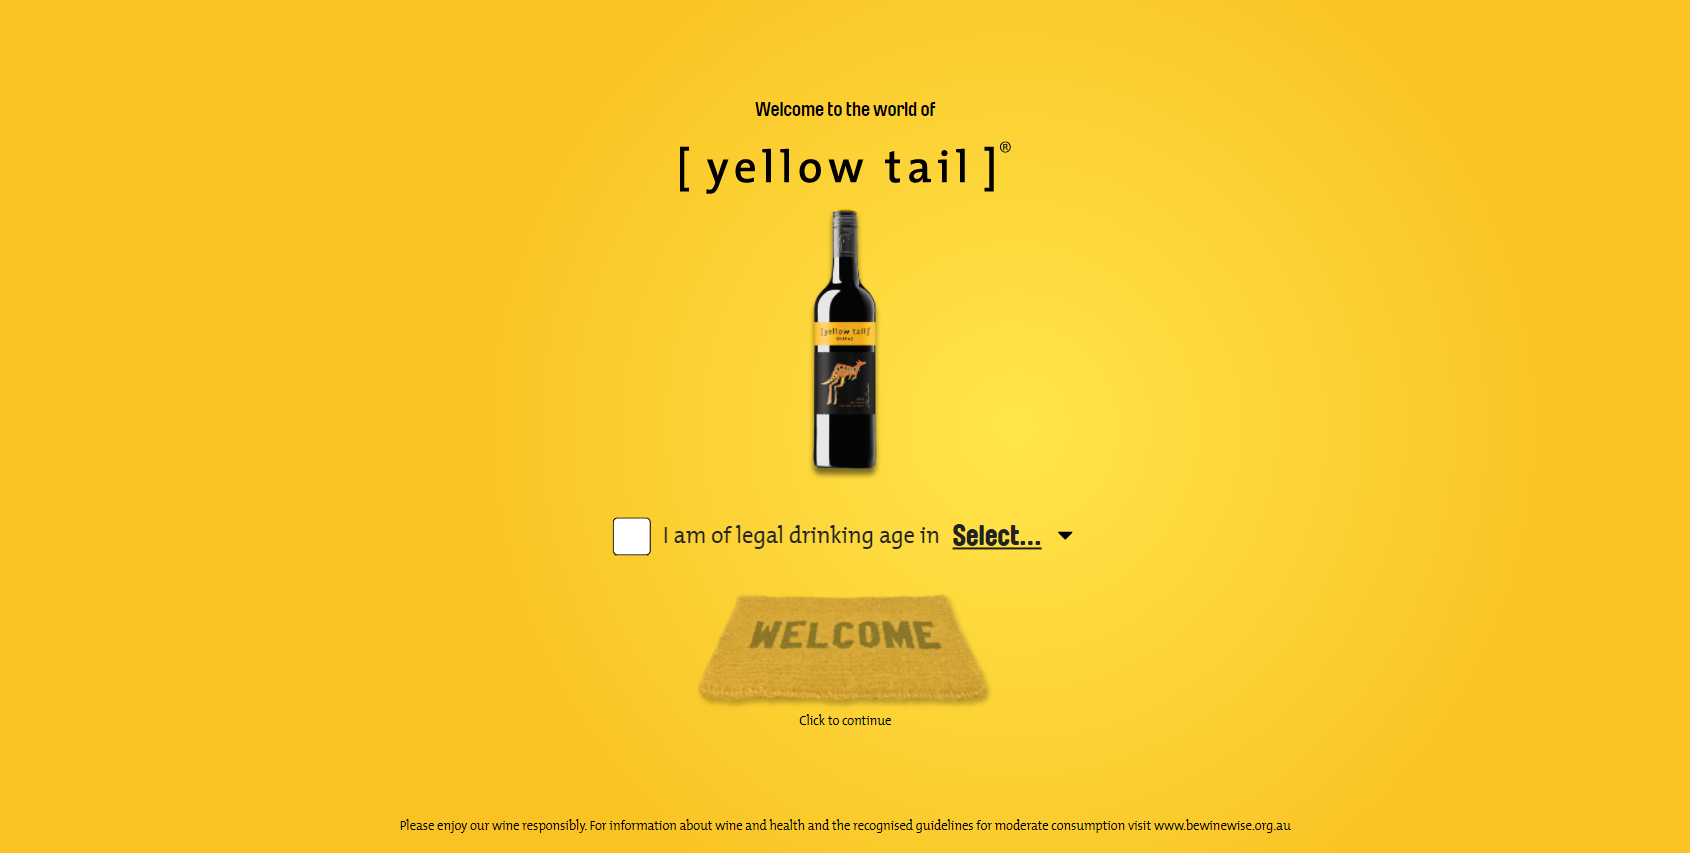 Welcome to the world of
[ yellow tail ]®
[yellow tail]®
SHIRAZ
I am of legal drinking age in Select...
WELCOME
Click to continue
Please enjoy our wine responsibly. For information about wine and health and the recognised guidelines for moderate consumption visit www.bewinewise.org.au